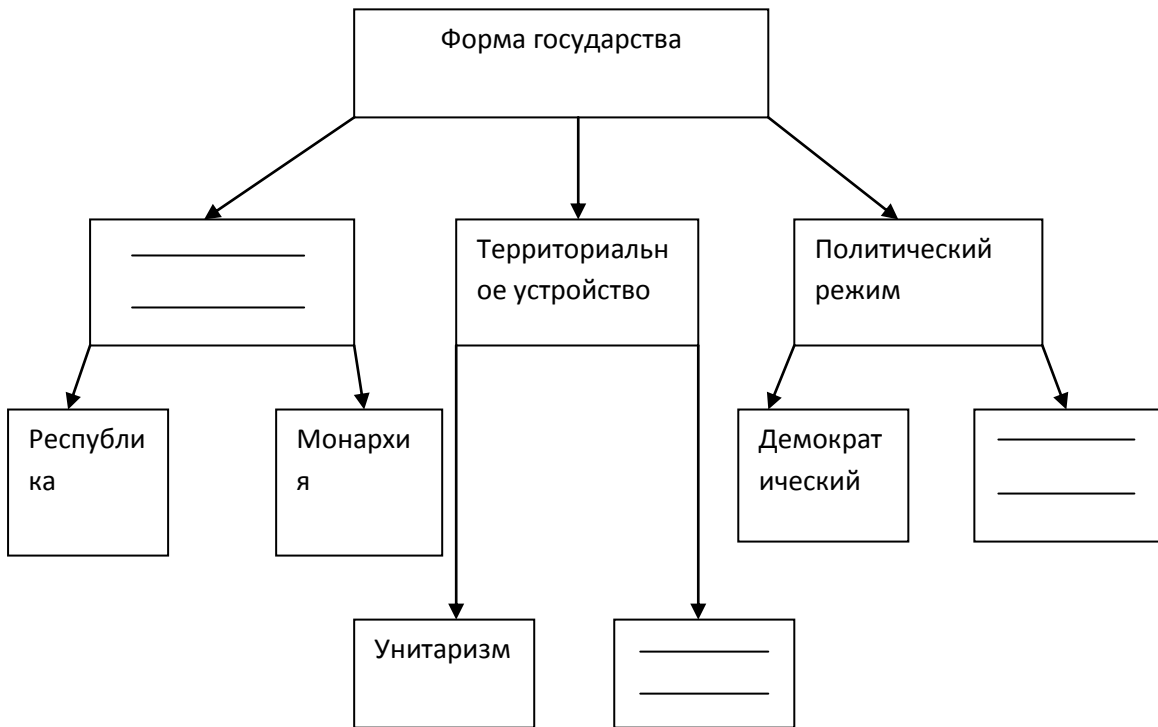 Форма государства
Территориальн
ое устройство
Политический
режим
Республи
ка
Монархи
я
Демократ
ический
Унитаризм